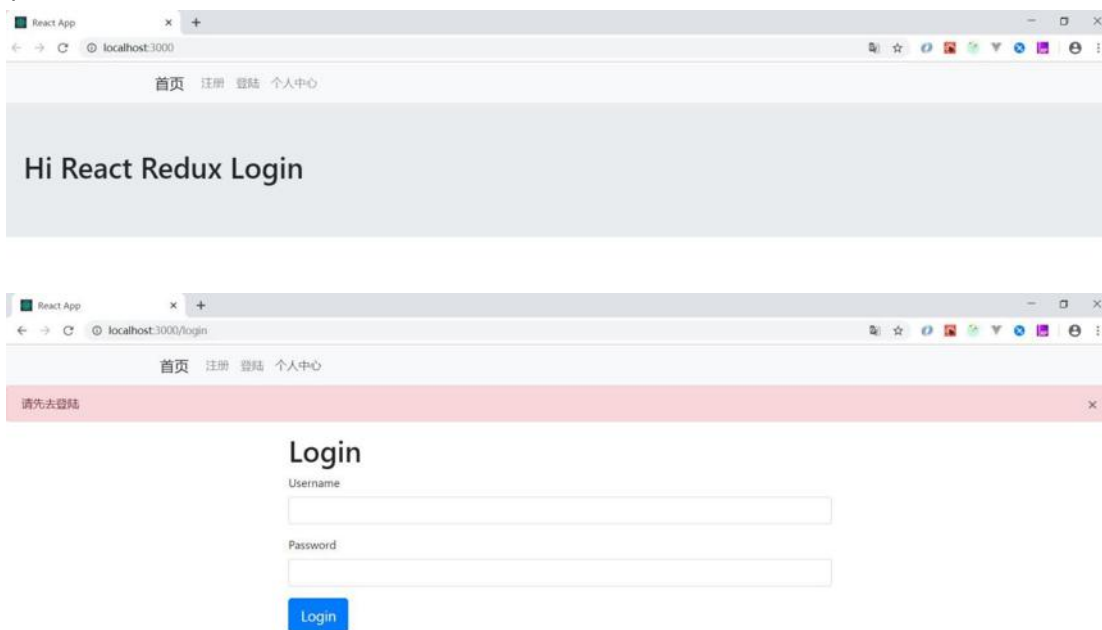 React App
localhost:3000
首页 注册 登陆 个人中心
Hi React Redux Login
React App
localhost:3000/login
首页 注册 登陆 个人中心
请先去登陆
Login
Username
Password
Login